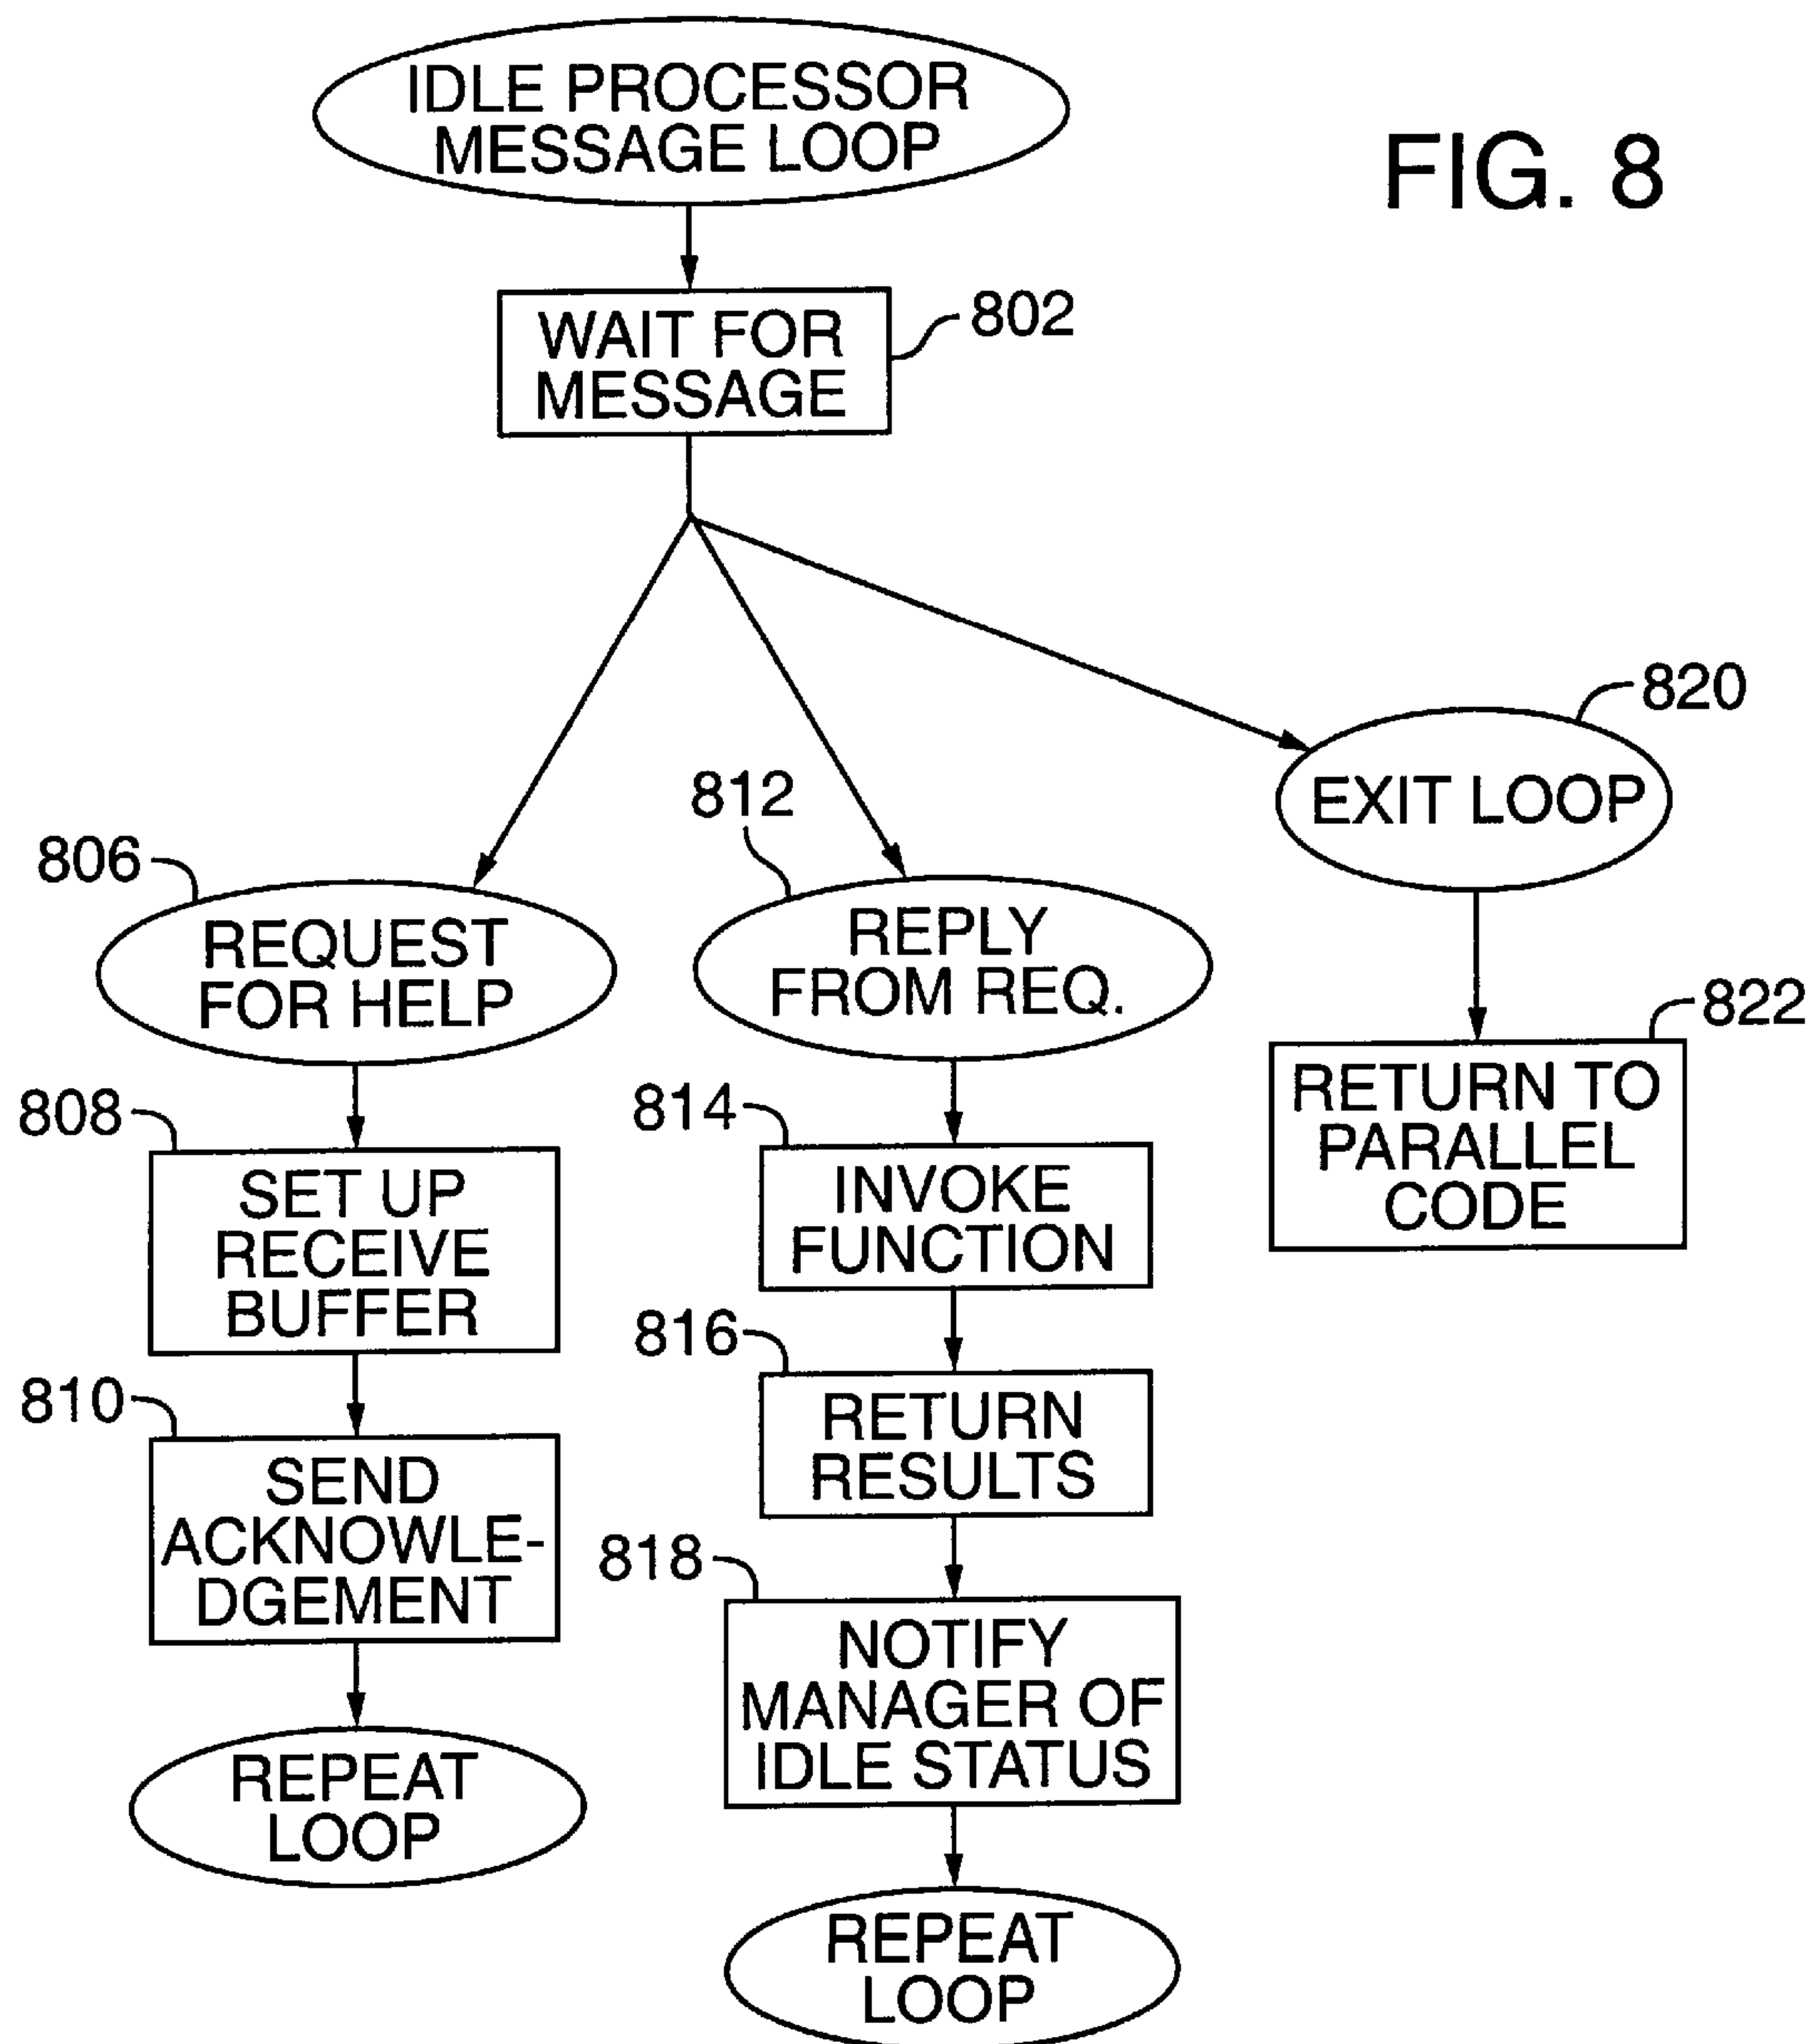 IDLE PROCESSOR
MESSAGE LOOP
FIG. 8
WAIT FOR
MESSAGE
802
820
EXIT LOOP
822
RETURN TO
PARALLEL
CODE
806
REQUEST
FOR HELP
808
SET UP
RECEIVE
BUFFER
810
SEND
ACKNOWLE-
DGEMENT
REPEAT
LOOP
812
REPLY
FROM REQ.
814
INVOKE
FUNCTION
816
RETURN
RESULTS
818
NOTIFY
MANAGER OF
IDLE STATUS
REPEAT
LOOP